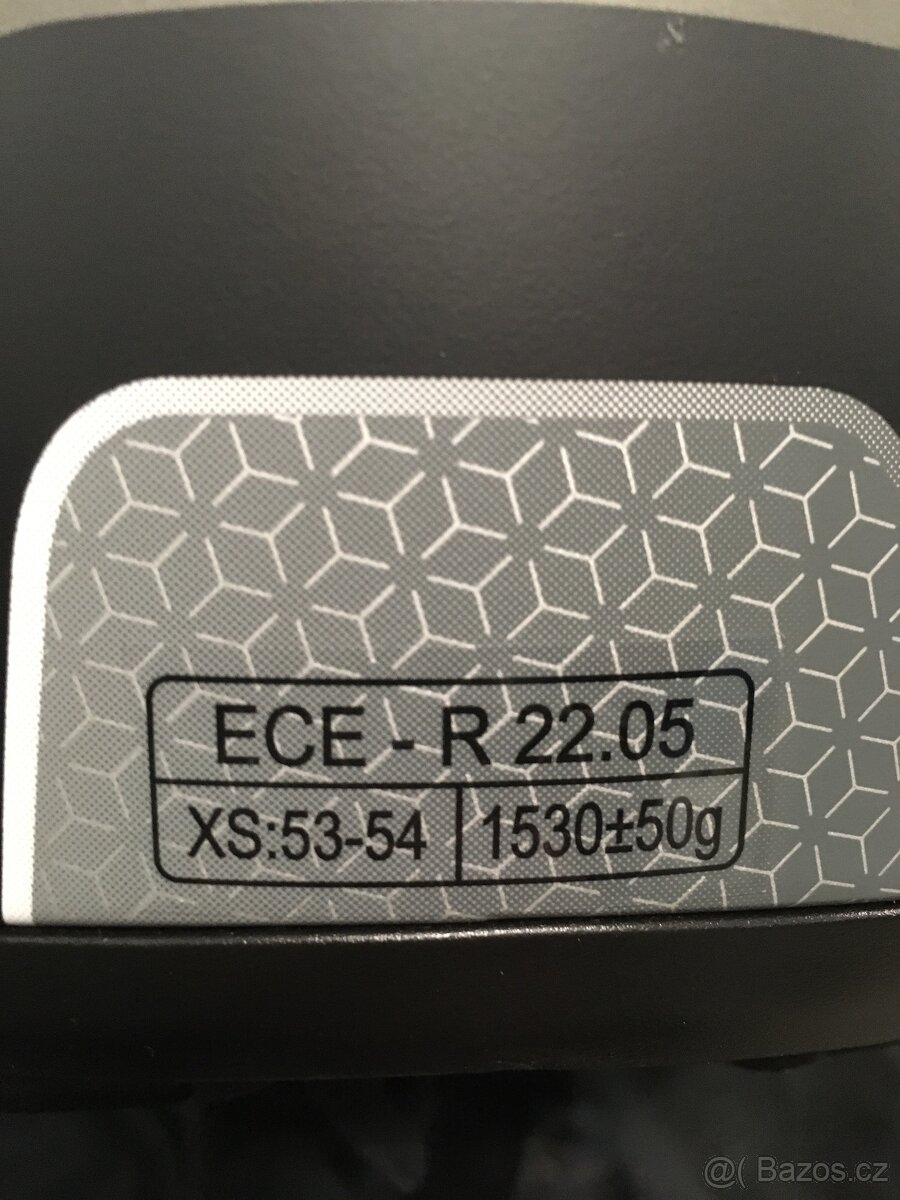 ECE - R 22.05
XS:53-54 1530±50g
@( Bazos.cz